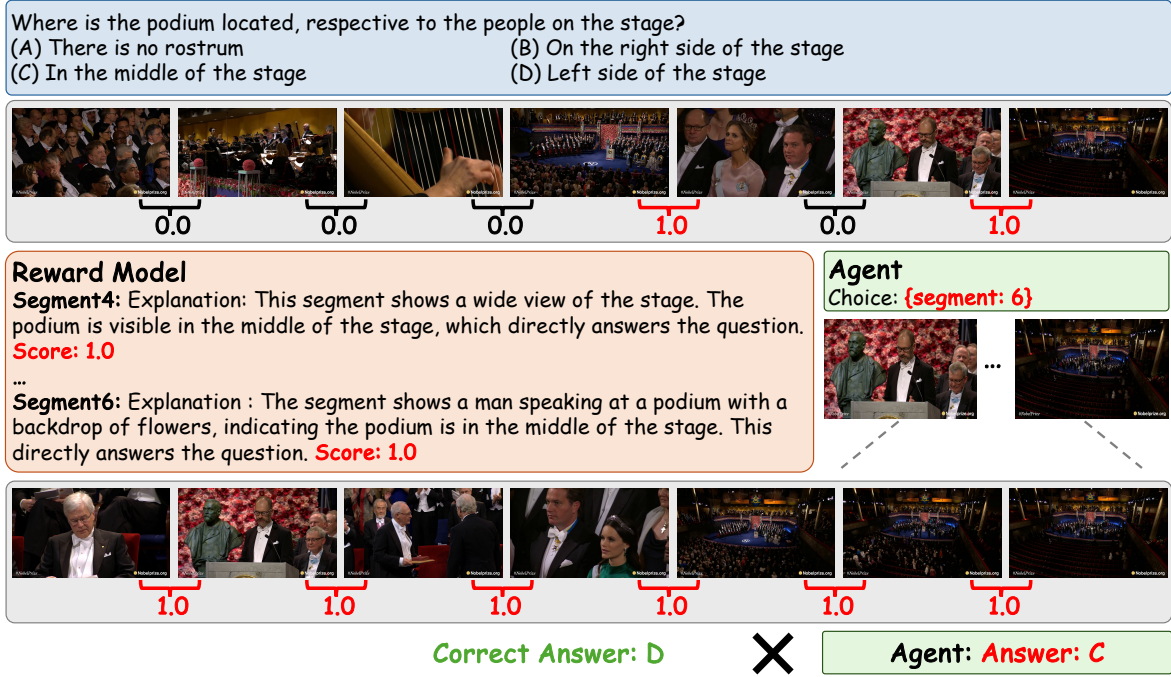 Where is the podium located, respective to the people on the stage?
(A) There is no rostrum (B) On the right side of the stage
(C) In the middle of the stage (D) Left side of the stage
0.0 0.0 0.0 1.0 0.0 1.0
Reward Model
Segment4: Explanation: This segment shows a wide view of the stage. The
podium is visible in the middle of the stage, which directly answers the question.
Score: 1.0
...
Segment6: Explanation : The segment shows a man speaking at a podium with a
backdrop of flowers, indicating the podium is in the middle of the stage. This
directly answers the question. Score: 1.0
Agent
Choice: {segment: 6}
...
1.0 1.0 1.0 1.0 1.0 1.0
Correct Answer: D
Agent: Answer: C